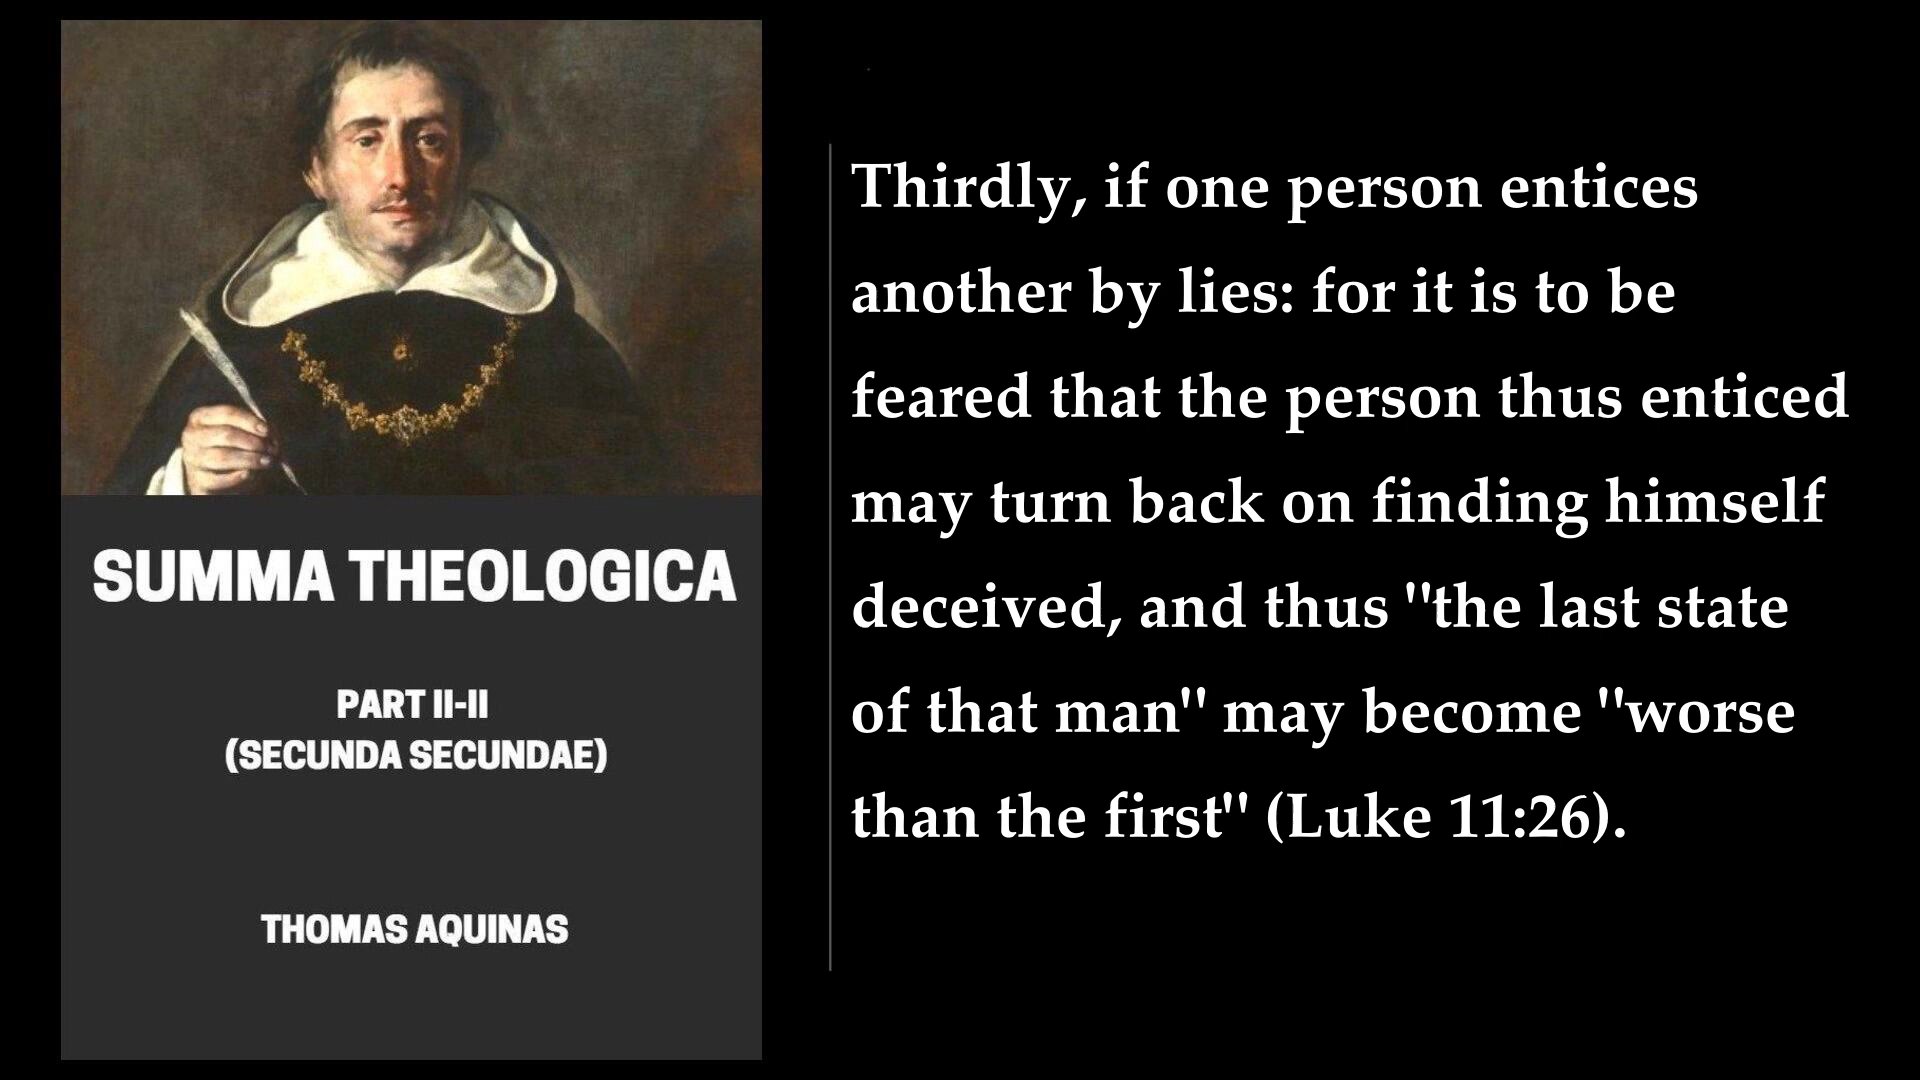 SUMMA THEOLOGICA
PART II-II
(SECUNDA SECUNDAE)
THOMAS AQUINAS
Thirdly, if one person entices
another by lies: for it is to be
feared that the person thus enticed
may turn back on finding himself
deceived, and thus "the last state
of that man" may become "worse
than the first" (Luke 11:26).